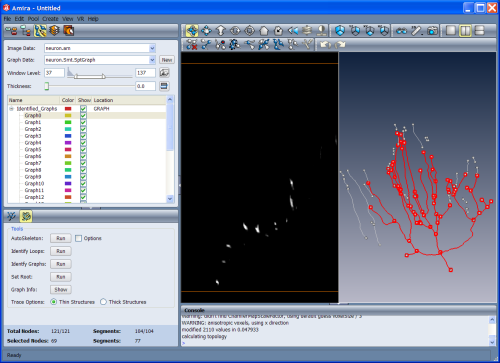 Amira - Untitled
File Edit Pool Create View VR Help
Image Data: neuron.am
Graph Data: neuron.Smt.SptGraph New
Window Level: 37 137
Thickness: 0.0
Name Color Show Location
Identified_Graphs GRAPH
Graph0
Graph1
Graph2
Graph3
Graph4
Graph5
Graph6
Graph7
Graph8
Graph9
Graph10
Graph11
Graph12
Tools
AutoSkeleton: Run Options
Identify Loops: Run
Identify Graphs: Run
Set Root: Run
Graph Info: Show
Trace Options: Thin Structures Thick Structures
Total Nodes: 121/121 Segments: 104/104
Selected Nodes: 69 Segments: 77
Console
WARNING: anisotropic voxels, using x direction
modified 2110 values in 0.047933
calculating topology
>
Ready